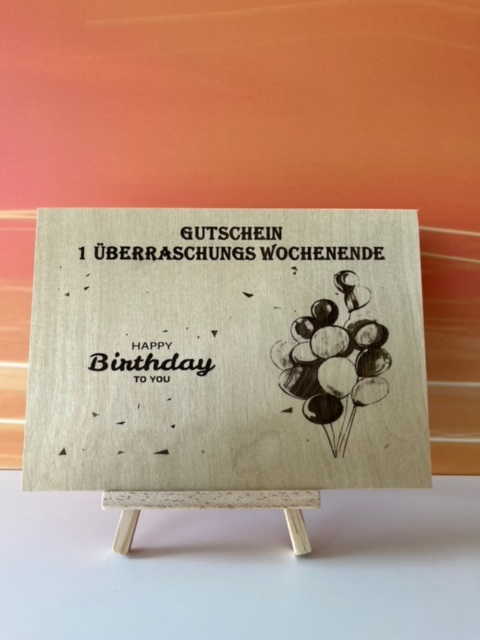 GUTSCHEIN
1 ÜBERRASCHUNGS WOCHENENDE
HAPPY
Birthday
TO YOU